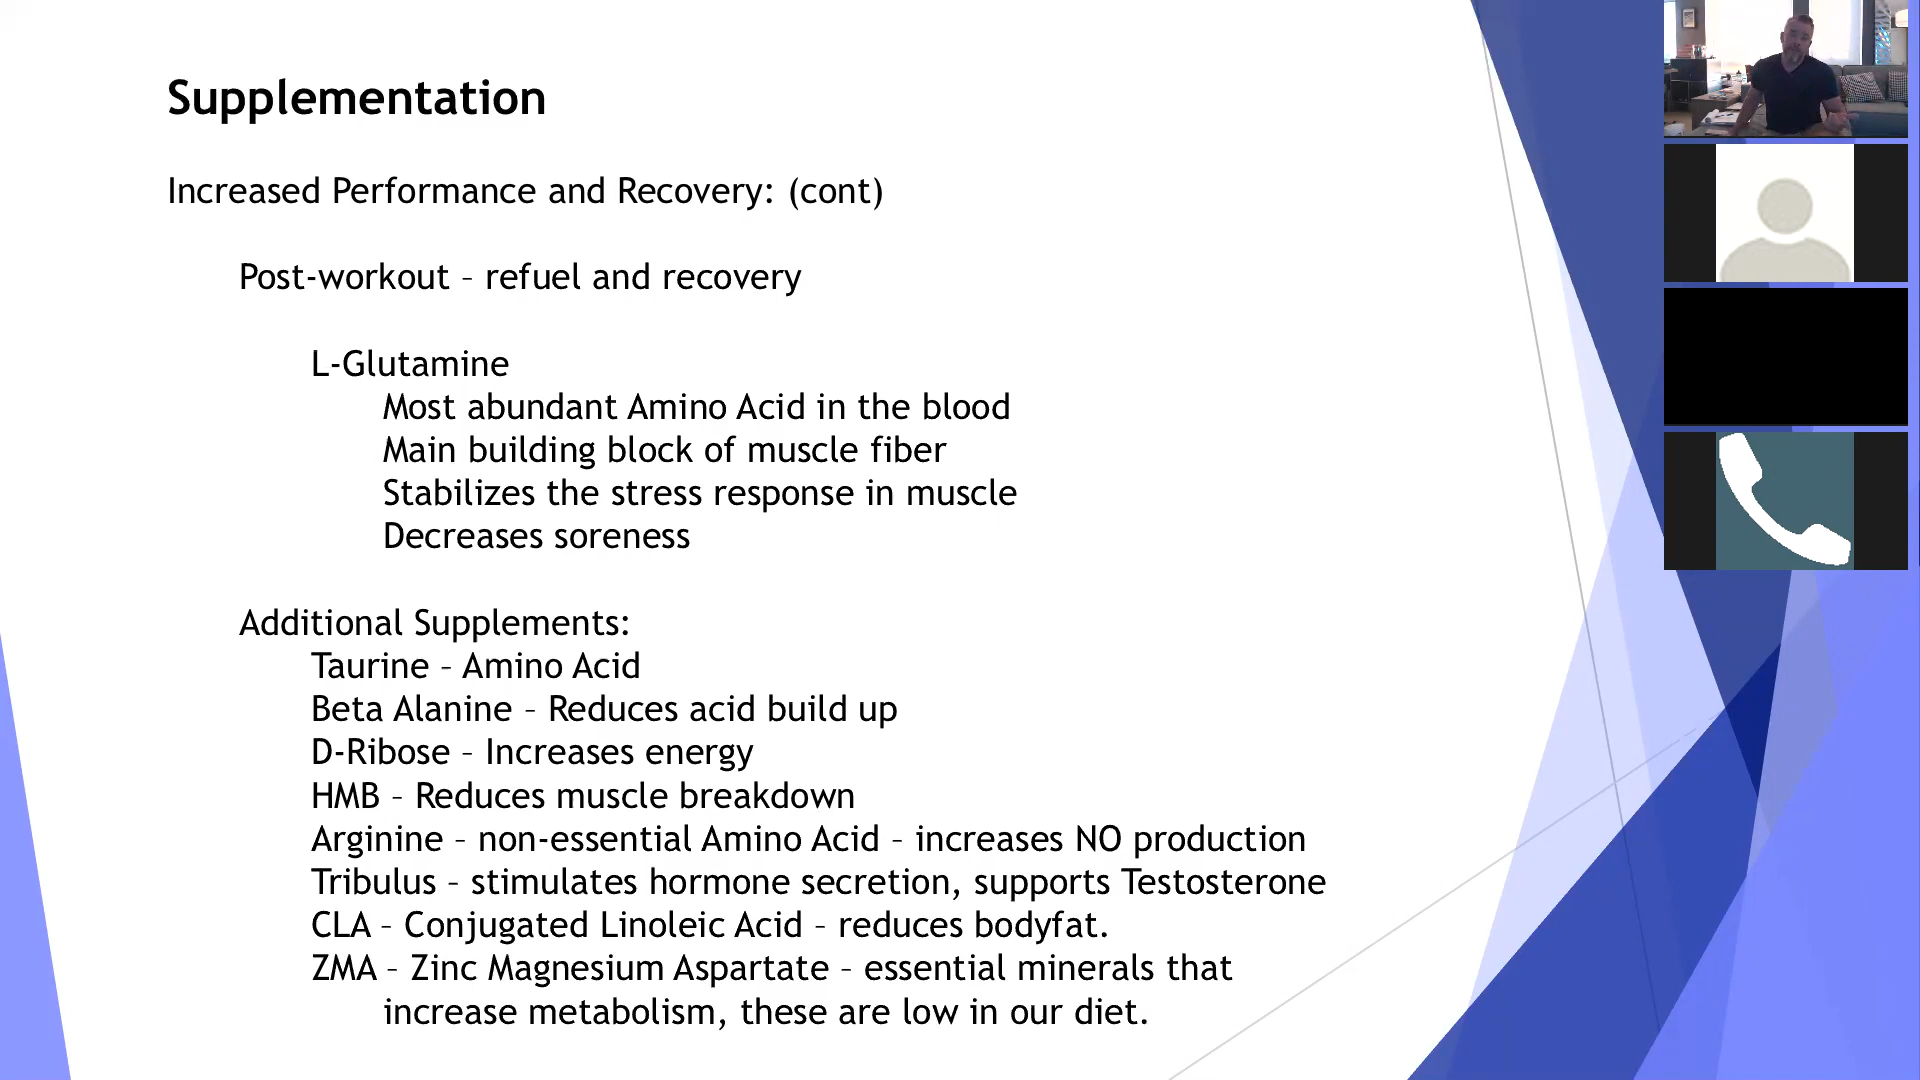 Supplementation
Increased Performance and Recovery: (cont)
Post-workout – refuel and recovery
L-Glutamine
Most abundant Amino Acid in the blood
Main building block of muscle fiber
Stabilizes the stress response in muscle
Decreases soreness
Additional Supplements:
Taurine – Amino Acid
Beta Alanine – Reduces acid build up
D-Ribose – Increases energy
HMB – Reduces muscle breakdown
Arginine – non-essential Amino Acid – increases NO production
Tribulus – stimulates hormone secretion, supports Testosterone
CLA – Conjugated Linoleic Acid – reduces bodyfat.
ZMA – Zinc Magnesium Aspartate – essential minerals that
increase metabolism, these are low in our diet.